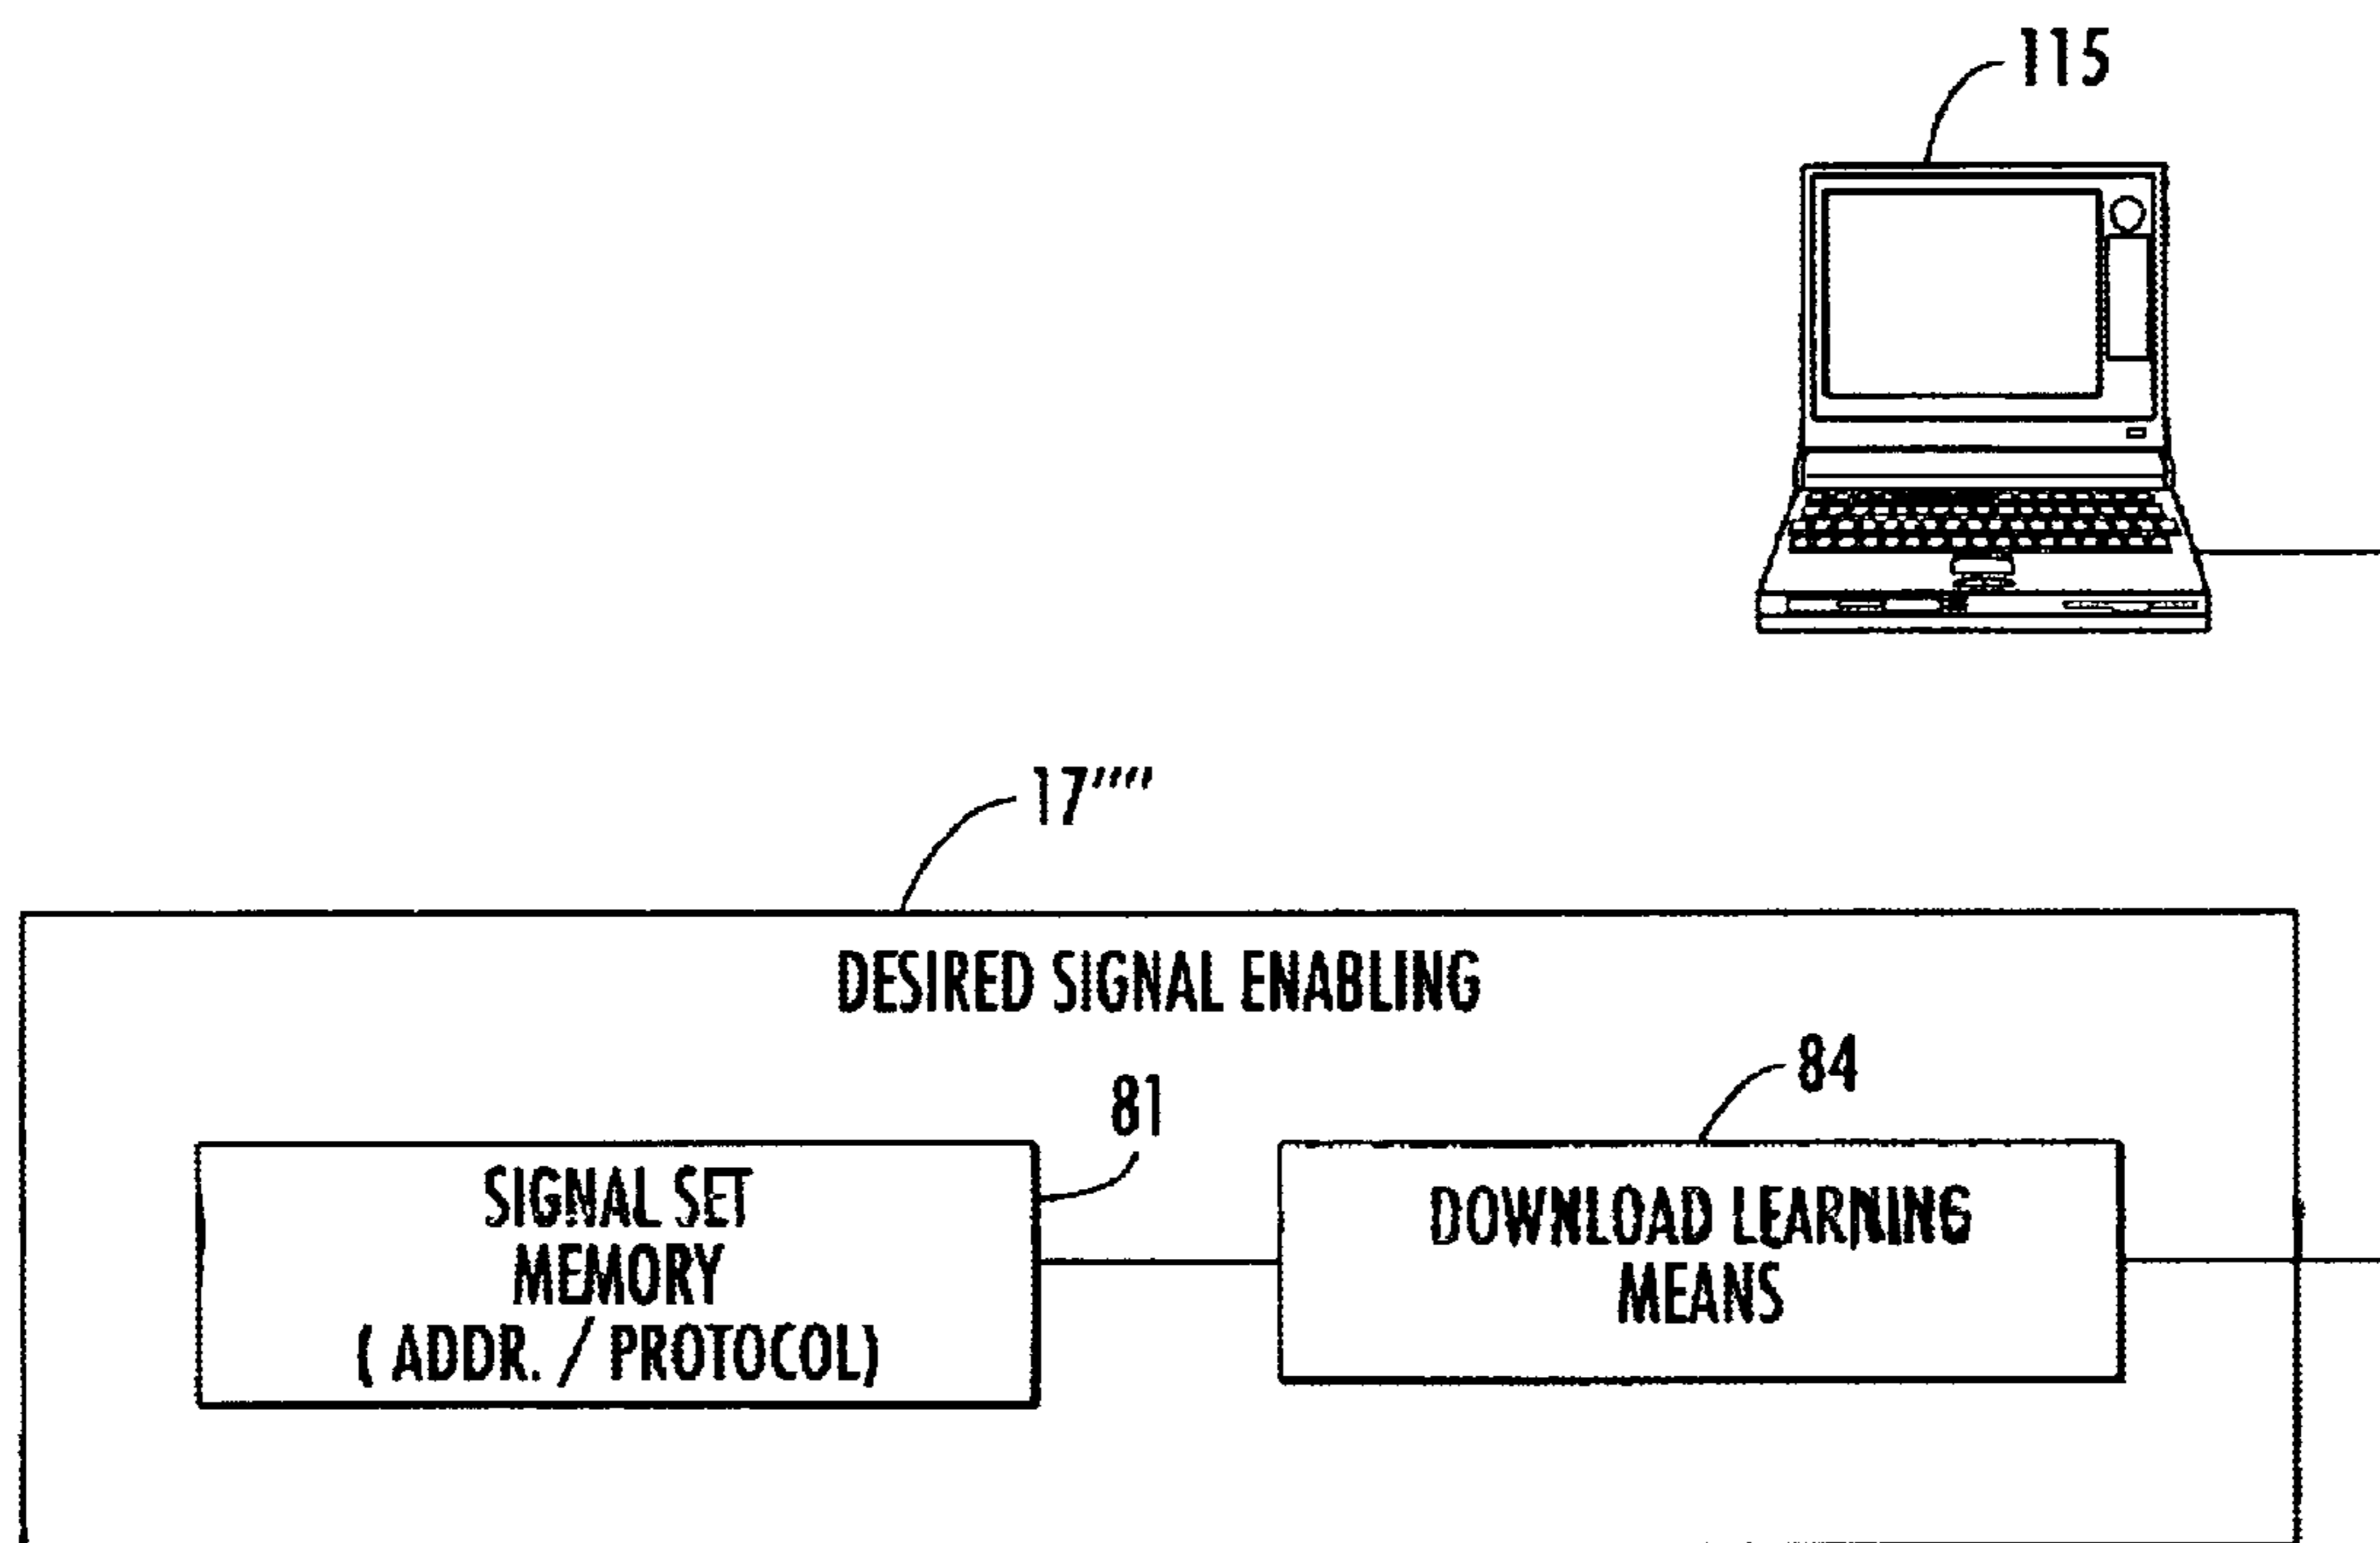 115
17''''
DESIRED SIGNAL ENABLING
81
84
SIGNAL SET
MEMORY
( ADDR. / PROTOCOL)
DOWNLOAD LEARNING
MEANS